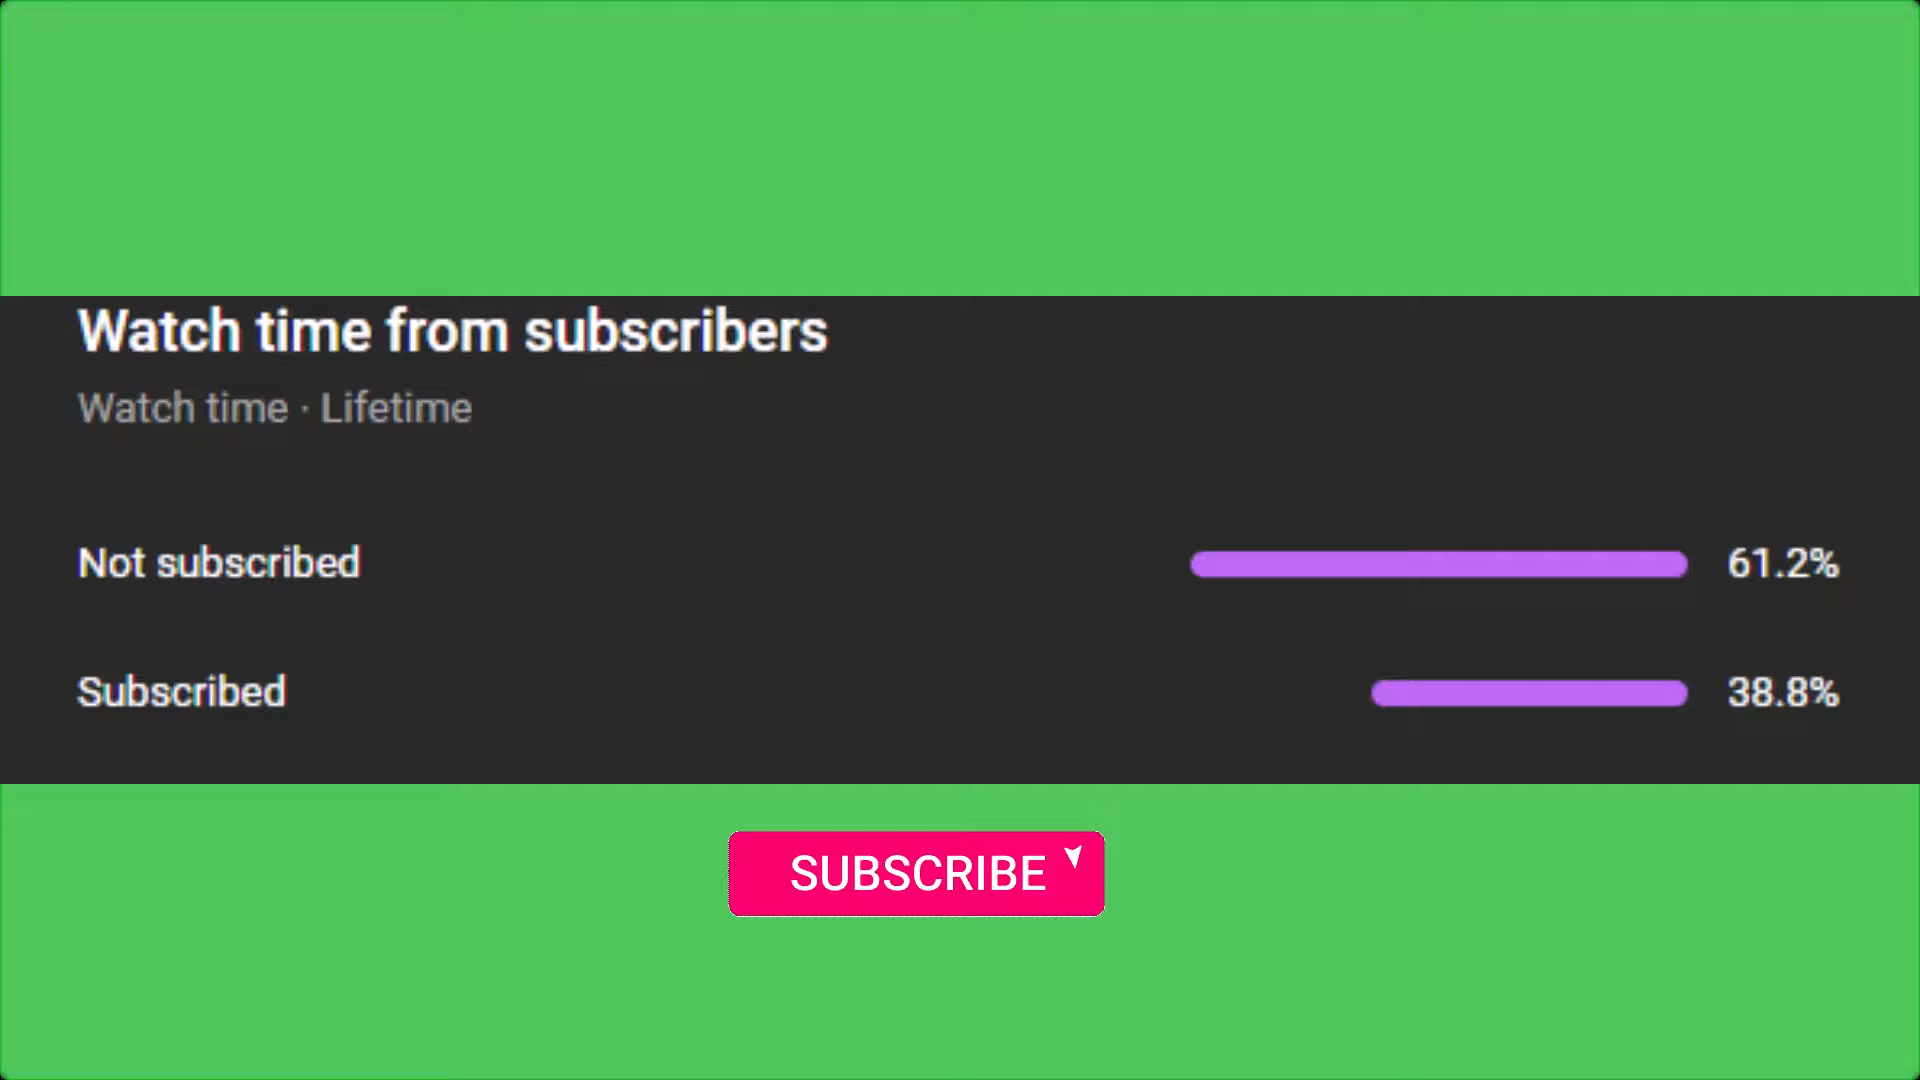 Watch time from subscribers
Watch time · Lifetime
Not subscribed 61.2%
Subscribed 38.8%
SUBSCRIBE